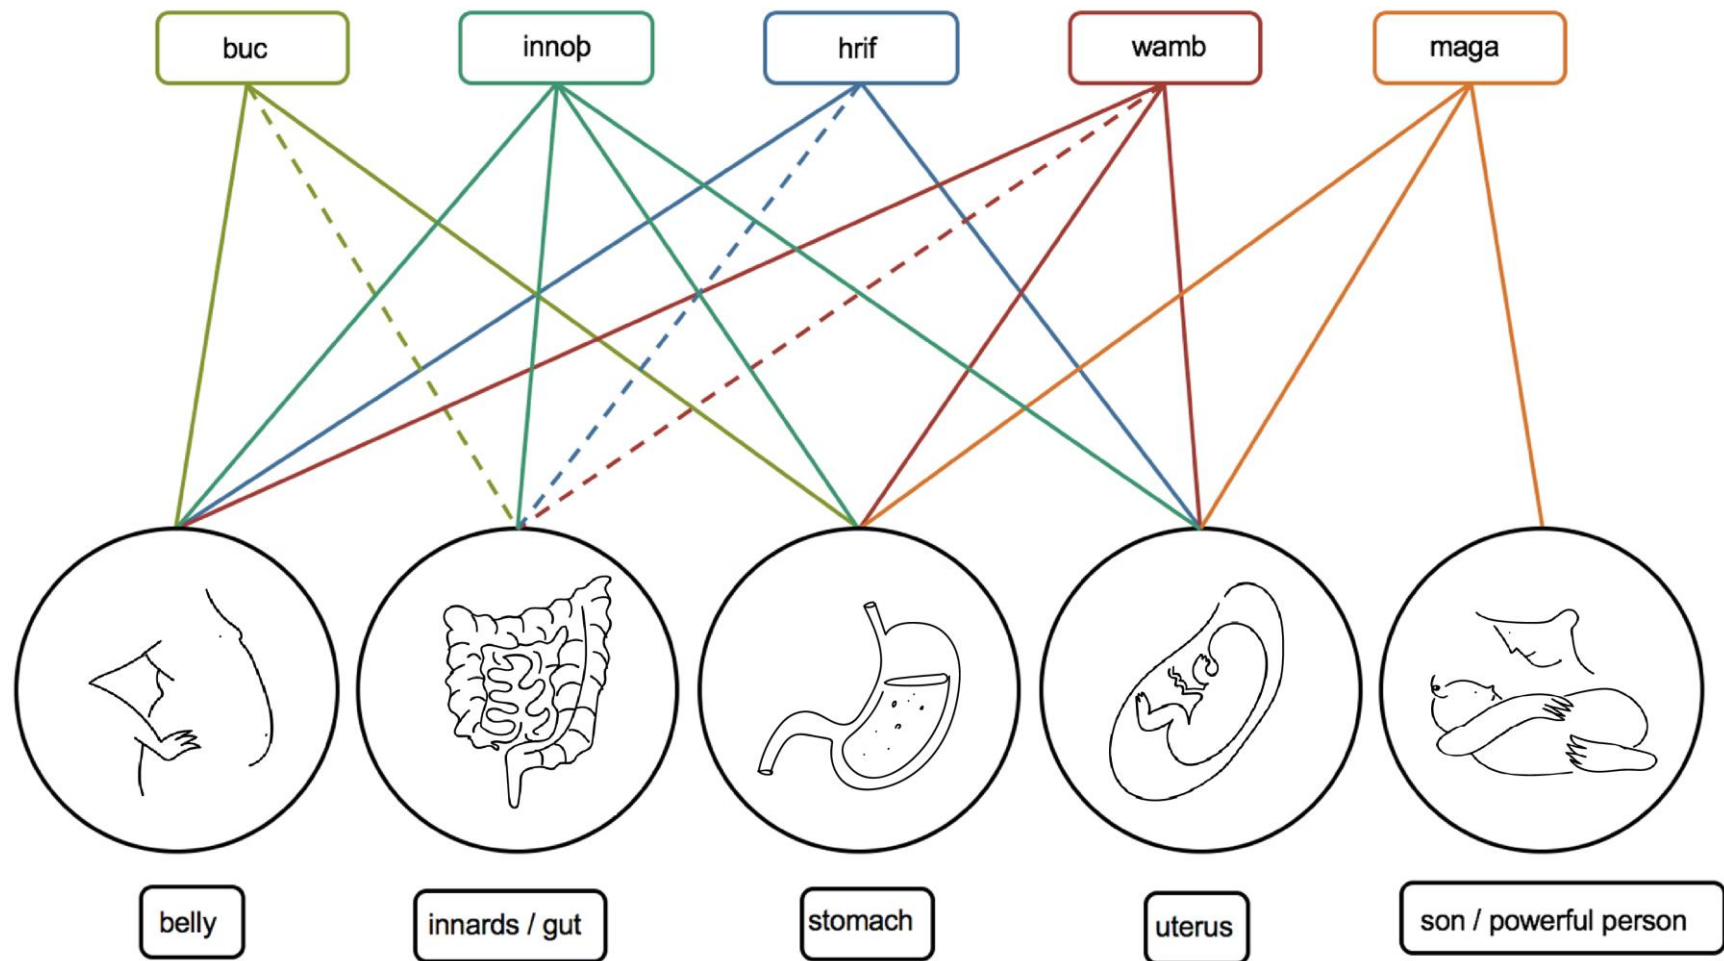 buc
innoþ
hrif
wamb
maga
belly
innards / gut
stomach
uterus
son / powerful person